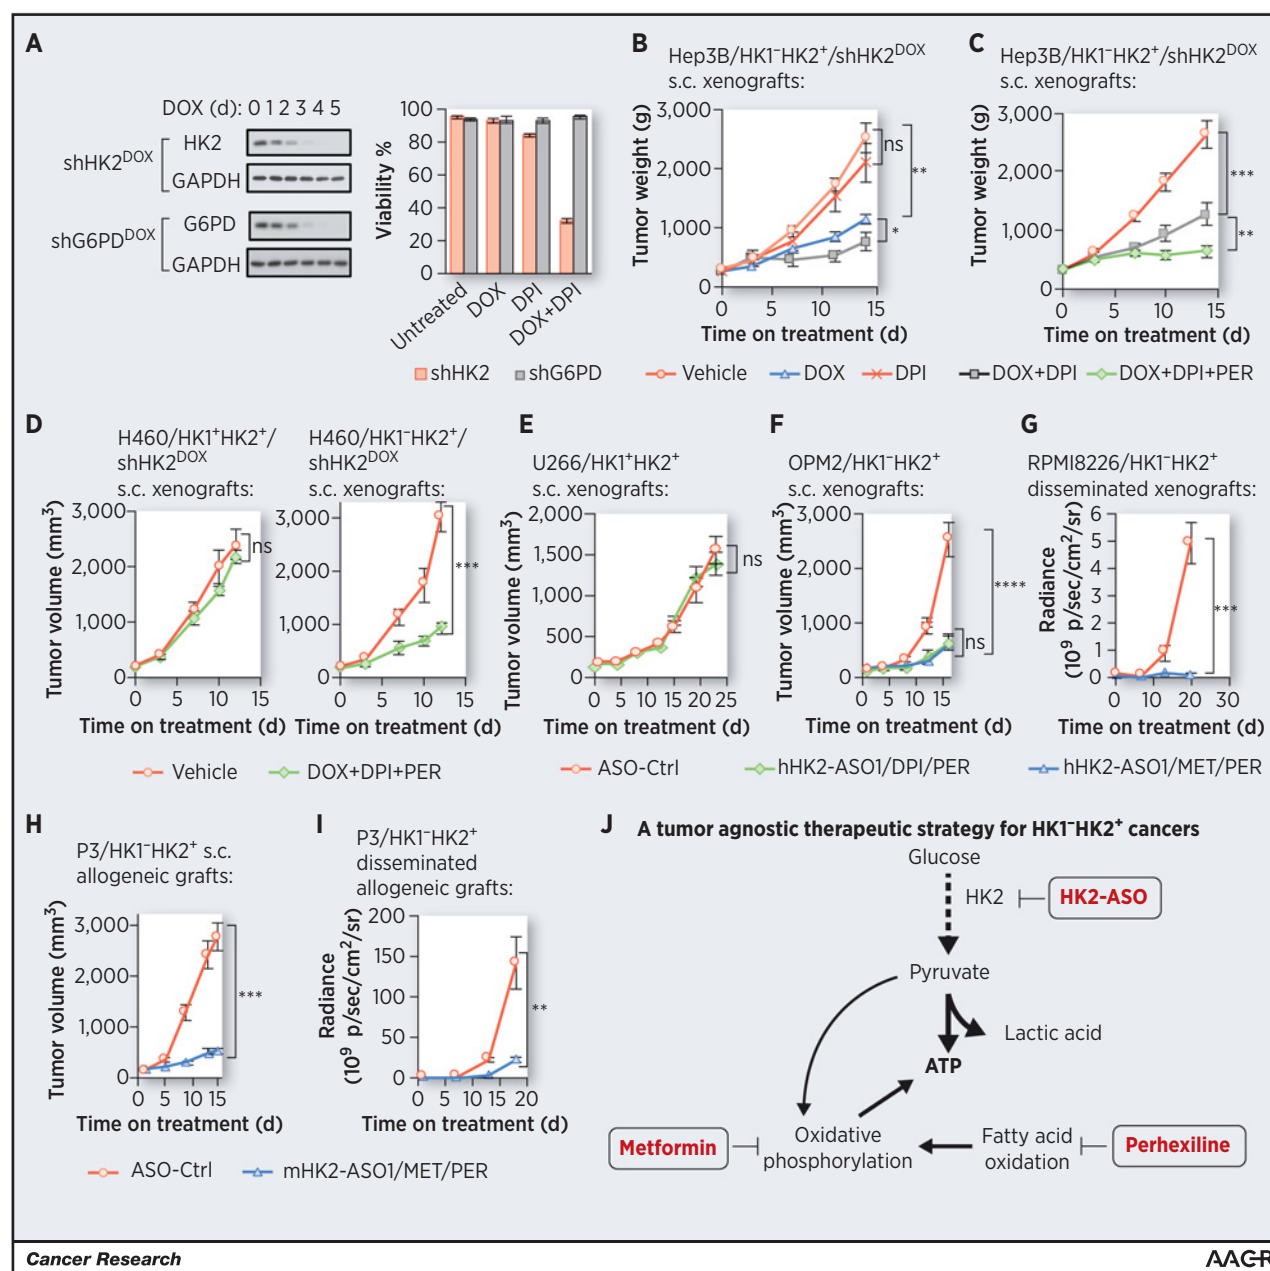 A
DOX (d): 0 1 2 3 4 5
shHK2DOX
HK2
GAPDH
shG6PDDOX
G6PD
GAPDH
Viability %
100
80
60
40
20
0
Untreated
DOX
DPI
DOX+DPI
shHK2
shG6PD
B
Hep3B/HK1⁻HK2⁺/shHK2DOX
s.c. xenografts:
Tumor weight (g)
3,000
2,000
1,000
0
ns
**
*
0 5 10 15
Time on treatment (d)
C
Hep3B/HK1⁻HK2⁺/shHK2DOX
s.c. xenografts:
Tumor weight (g)
3,000
2,000
1,000
0
***
**
0 5 10 15
Time on treatment (d)
Vehicle DOX DPI DOX+DPI DOX+DPI+PER
D
H460/HK1⁺HK2⁺/
shHK2DOX
s.c. xenografts:
Tumor volume (mm³)
3,000
2,000
1,000
0
ns
0 5 10 15
Time on treatment (d)
H460/HK1⁻HK2⁺/
shHK2DOX
s.c. xenografts:
3,000
2,000
1,000
0
***
0 5 10 15
Time on treatment (d)
Vehicle DOX+DPI+PER
E
U266/HK1⁺HK2⁺
s.c. xenografts:
Tumor volume (mm³)
2,000
1,500
1,000
500
0
ns
0 5 10 15 20 25
Time on treatment (d)
F
OPM2/HK1⁻HK2⁺
s.c. xenografts:
Tumor volume (mm³)
3,000
2,000
1,000
0
ns
****
0 5 10 15
Time on treatment (d)
G
RPMI8226/HK1⁻HK2⁺
disseminated xenografts:
Radiance
(10⁹ p/sec/cm²/sr)
6
5
4
3
2
1
0
***
0 10 20 30
Time on treatment (d)
ASO-Ctrl hHK2-ASO1/DPI/PER hHK2-ASO1/MET/PER
H
P3/HK1⁻HK2⁺ s.c.
allogeneic grafts:
Tumor volume (mm³)
3,000
2,000
1,000
0
***
0 5 10 15
Time on treatment (d)
I
P3/HK1⁻HK2⁺
disseminated
allogeneic grafts:
Radiance
(10⁹ p/sec/cm²/sr)
200
150
100
50
0
**
0 5 10 15 20
Time on treatment (d)
ASO-Ctrl mHK2-ASO1/MET/PER
J
A tumor agnostic therapeutic strategy for HK1⁻HK2⁺ cancers
Glucose
HK2
HK2-ASO
Pyruvate
Lactic acid
ATP
Metformin
Oxidative
phosphorylation
Fatty acid
oxidation
Perhexiline
Cancer Research
AACR